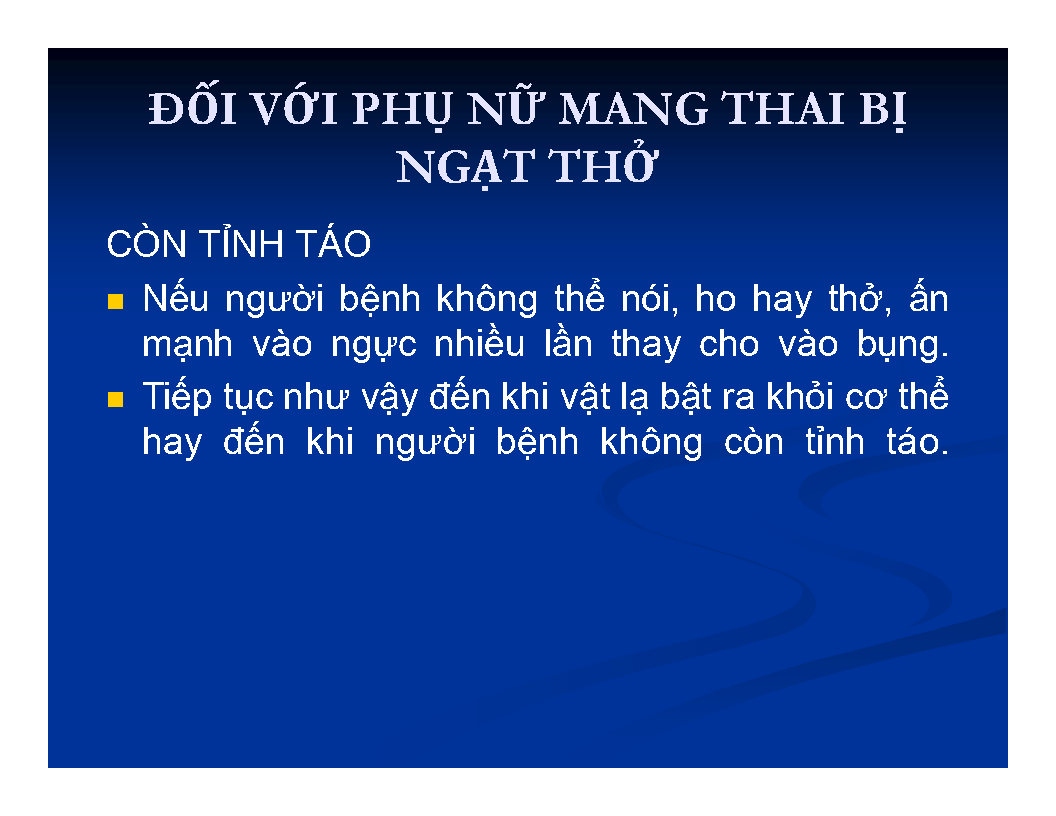 ĐỐI VỚI PHỤ NỮ MANG THAI BỊ
NGẠT THỞ
CÒN TỈNH TÁO
Nếu người bệnh không thể nói, ho hay thở, ấn
mạnh vào ngực nhiều lần thay cho vào bụng.
Tiếp tục như vậy đến khi vật lạ bật ra khỏi cơ thể
hay đến khi người bệnh không còn tỉnh táo.